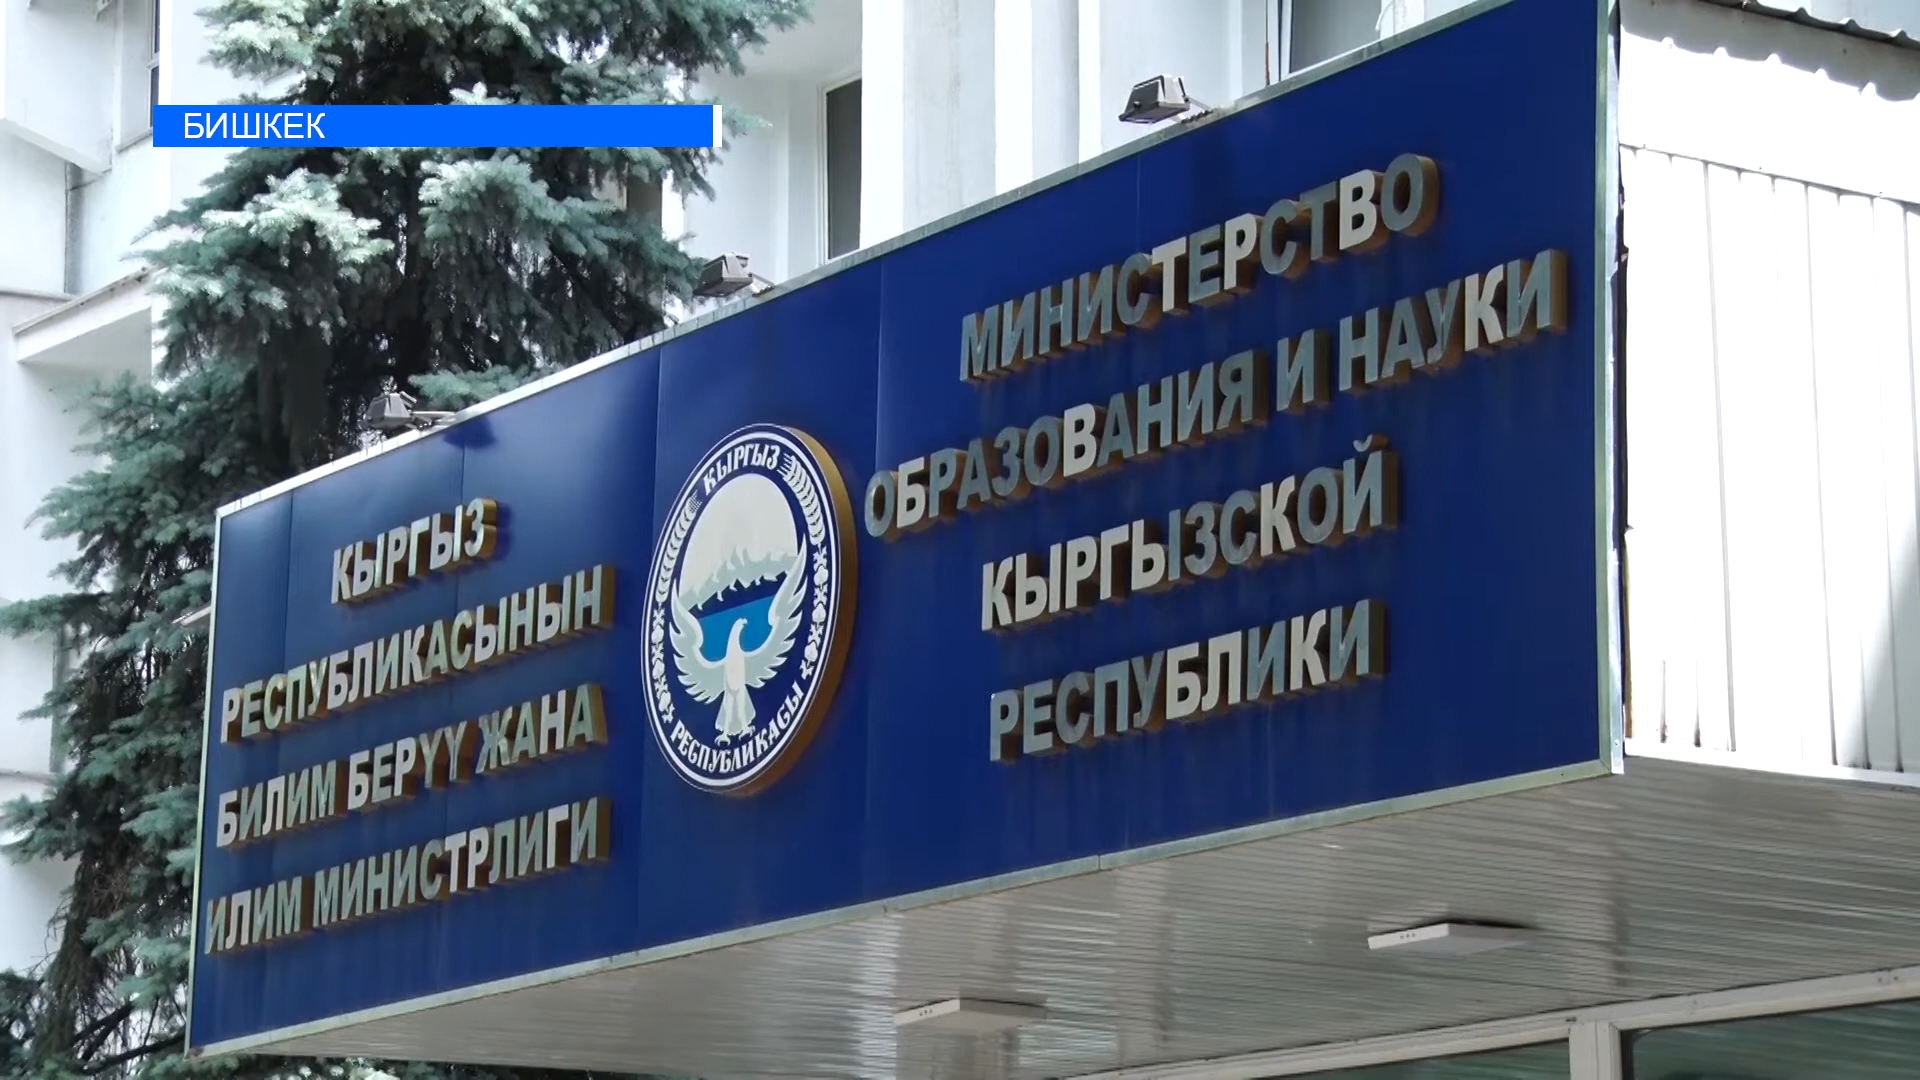 БИШКЕК
КЫРГЫЗ
РЕСПУБЛИКАСЫНЫН
БИЛИМ БЕРҮҮ ЖАНА
ИЛИМ МИНИСТРЛИГИ
КЫРГЫЗ
РЕСПУБЛИКАСЫ
МИНИСТЕРСТВО
ОБРАЗОВАНИЯ И НАУКИ
КЫРГЫЗСКОЙ
РЕСПУБЛИКИ